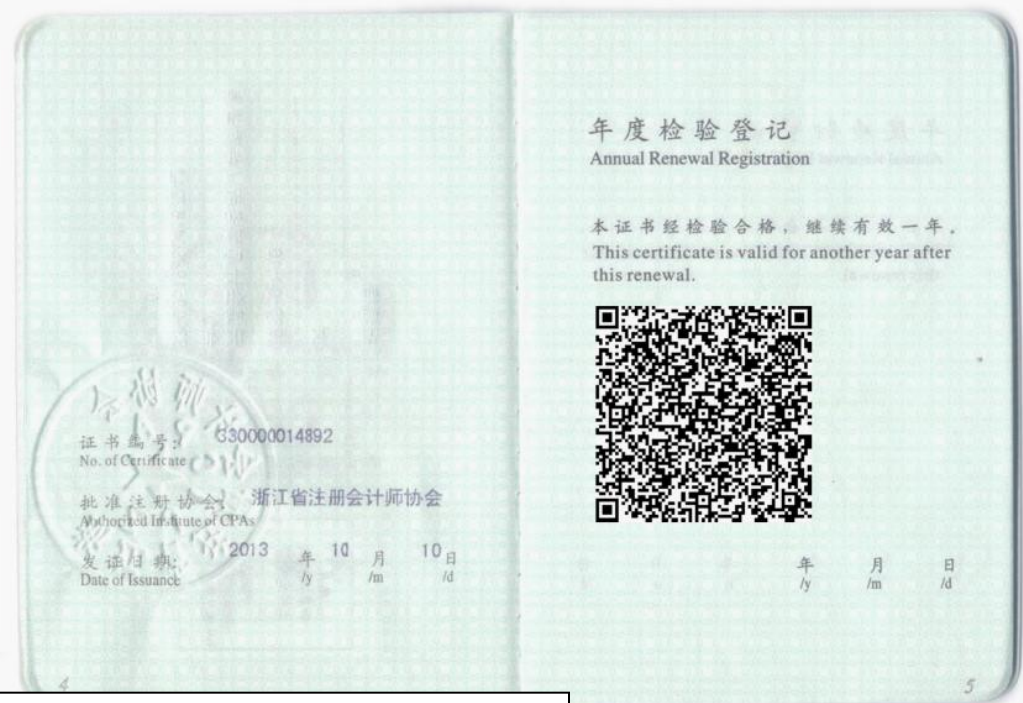 证书编号: 330000014892
No. of Certificate
批准注册协会: 浙江省注册会计师协会
Authorized Institute of CPAs
发证日期: 2013 年 10 月 10 日
Date of Issuance /y /m /d
4
年度检验登记
Annual Renewal Registration
本证书经检验合格，继续有效一年。
This certificate is valid for another year after
this renewal.
年 月 日
/y /m /d
5